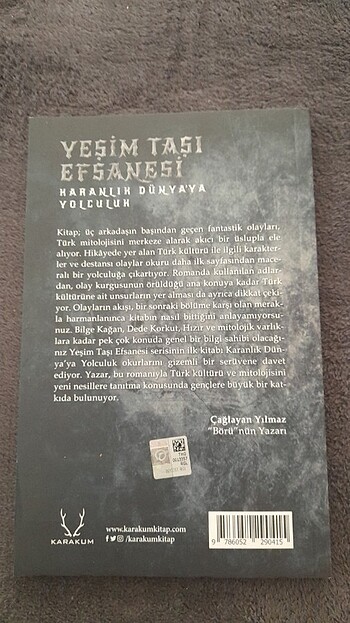 YEŞİM TAŞI
EFSANESİ
KARANLIK DÜNYA'YA
YOLCULUK
Kitap; üç arkadaşın başından geçen fantastik olayları,
Türk mitolojisini merkeze alarak akıcı bir üslupla ele
alıyor. Hikâyede yer alan Türk kültürü ile ilgili karakter-
ler ve destansı olaylar okuru daha ilk sayfasından mace-
ralı bir yolculuğa çıkartıyor. Romanda kullanılan adlar-
dan, olay kurgusunun örüldüğü ana konuya kadar Türk
kültürüne ait unsurların yer alması da ayrıca dikkat çeki-
yor. Olayların akışı, bir sonraki bölüme karşı olan merak-
la harmanlanınca kitabın nasıl bittiğini anlayamıyorsu-
nuz. Bilge Kağan, Dede Korkut, Hızır ve mitolojik varlık-
lara kadar pek çok konuda genel bir bilgi sahibi olacağı-
nız Yeşim Taşı Efsanesi serisinin ilk kitabı Karanlık Dün-
ya'ya Yolculuk okurlarını gizemli bir serüvene davet
ediyor. Yazar, bu romanıyla Türk kültürü ve mitolojisini
yeni nesillere tanıtma konusunda gençlere büyük bir kat-
kıda bulunuyor.
Çağlayan Yılmaz
"Börü"nün Yazarı
KARAKUM
www.karakumkitap.com
/karakumkitap
9 786052 290415